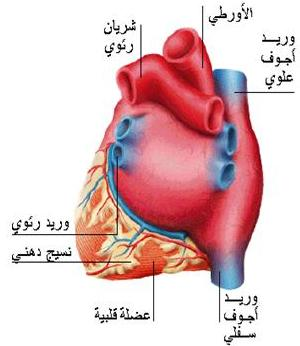 الأورطي
شريان
رئوي
وريد
أجوف
علوي
وريد رئوي
نسيج دهني
عضلة قلبية
وريد
أجوف
سفلي